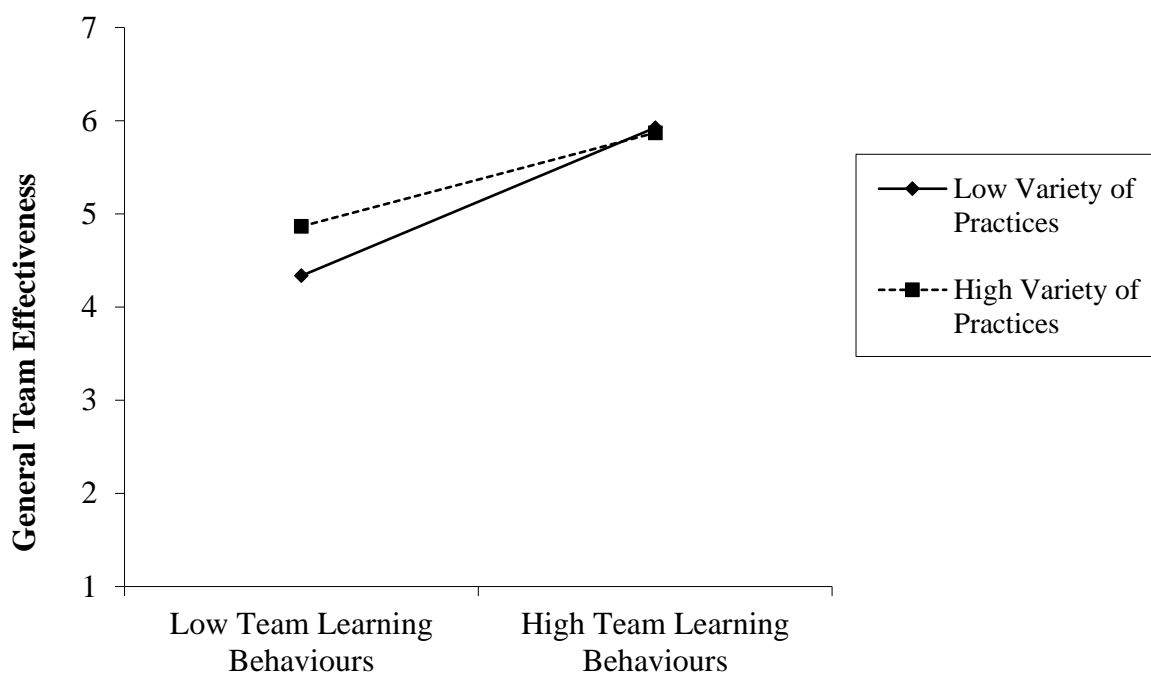 7
6
5
4
3
2
1
General Team Effectiveness
Low Team Learning
Behaviours
High Team Learning
Behaviours
Low Variety of
Practices
High Variety of
Practices